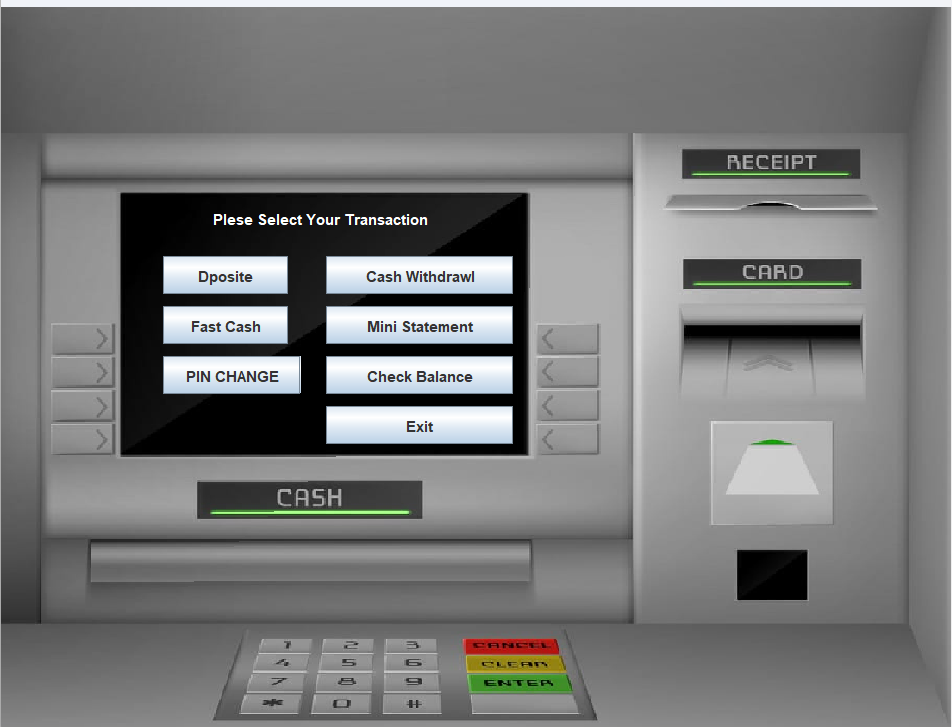 RECEIPT
Plese Select Your Transaction
CARD
Dposite
Cash Withdrawl
Fast Cash
Mini Statement
PIN CHANGE
Check Balance
Exit
CASH
1 2 3 CANCEL
4 5 6 CLEAR
7 8 9 ENTER
* 0 #